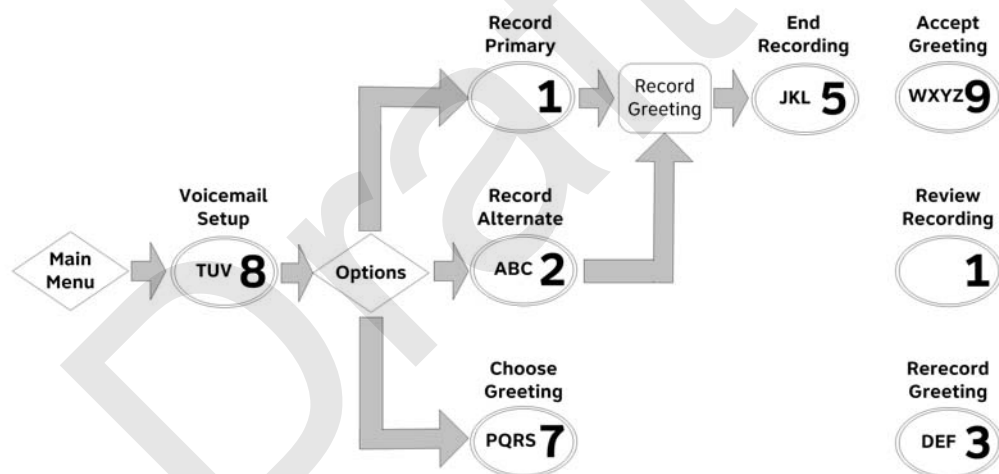 Record
Primary
1
Record
Greeting
End
Recording
JKL 5
Accept
Greeting
WXYZ 9
Voicemail
Setup
Main
Menu
TUV 8
Options
Record
Alternate
ABC 2
Review
Recording
1
Choose
Greeting
PQRS 7
Rerecord
Greeting
DEF 3
Draft